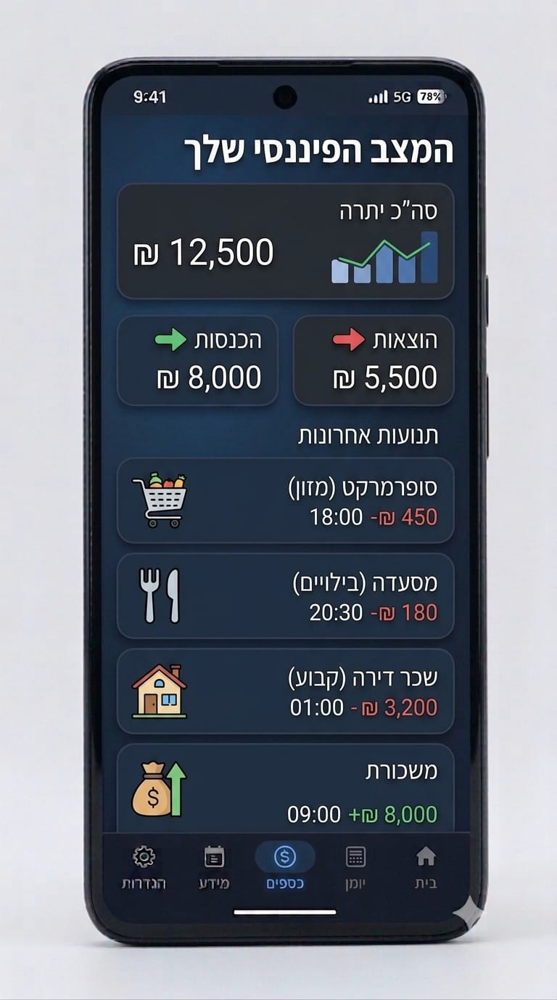 9:41
5G 78%
המצב הפיננסי שלך
סה"כ יתרה
12,500 ₪
הוצאות
5,500 ₪
הכנסות
8,000 ₪
תנועות אחרונות
סופרמרקט (מזון)
450 ₪- 18:00
מסעדה (בילויים)
180 ₪- 20:30
שכר דירה (קבוע)
3,200 ₪ - 01:00
משכורת
8,000 ₪+ 09:00
בית
יומן
כספים
מידע
הגדרות